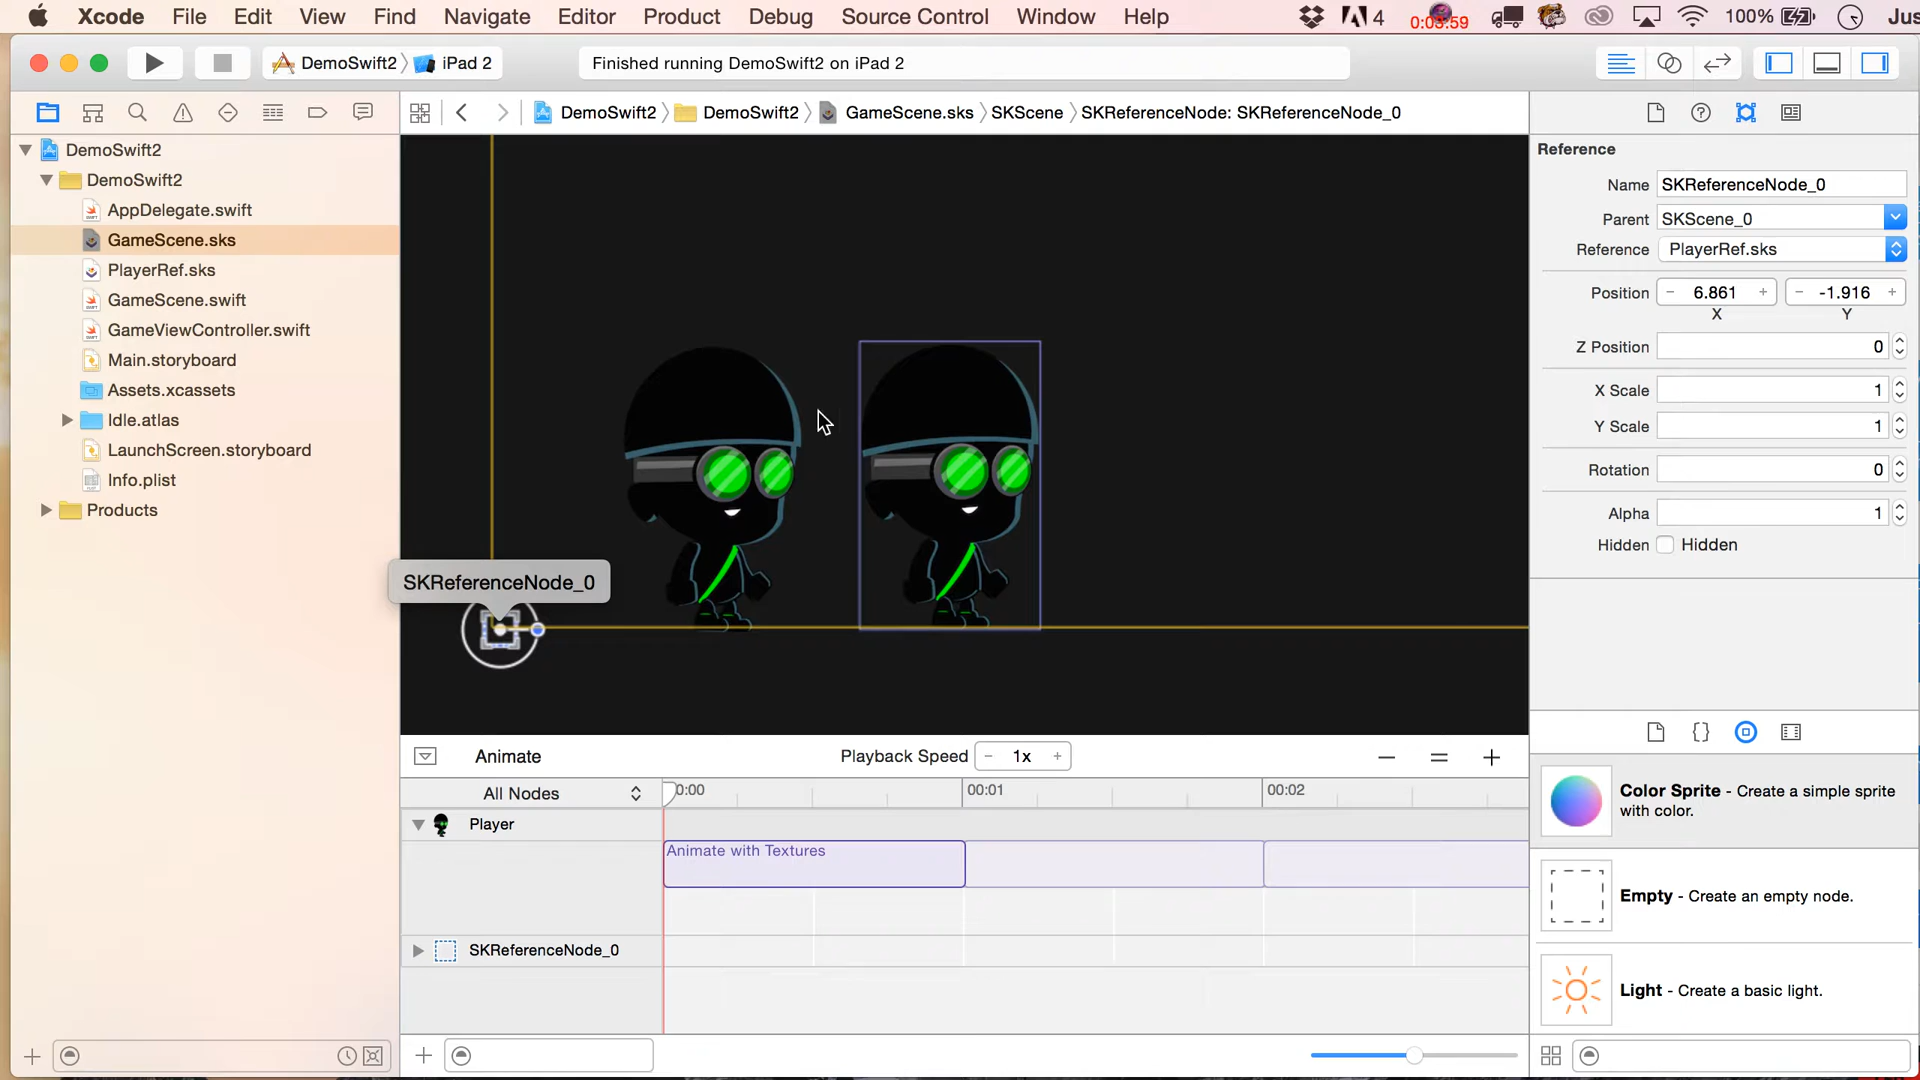 Xcode File Edit View Find Navigate Editor Product Debug Source Control Window Help 4 0:03:59 100% Jus
DemoSwift2 iPad 2 Finished running DemoSwift2 on iPad 2
DemoSwift2 DemoSwift2 GameScene.sks SKScene SKReferenceNode: SKReferenceNode_0
DemoSwift2
DemoSwift2
AppDelegate.swift
GameScene.sks
PlayerRef.sks
GameScene.swift
GameViewController.swift
Main.storyboard
Assets.xcassets
Idle.atlas
LaunchScreen.storyboard
Info.plist
Products
SKReferenceNode_0
Reference
Name SKReferenceNode_0
Parent SKScene_0
Reference PlayerRef.sks
Position − 6.861 + − -1.916 +
X Y
Z Position 0
X Scale 1
Y Scale 1
Rotation 0
Alpha 1
Hidden Hidden
Animate Playback Speed − 1x +
All Nodes 0:00 00:01 00:02
Player
Animate with Textures
SKReferenceNode_0
Color Sprite - Create a simple sprite
with color.
Empty - Create an empty node.
Light - Create a basic light.